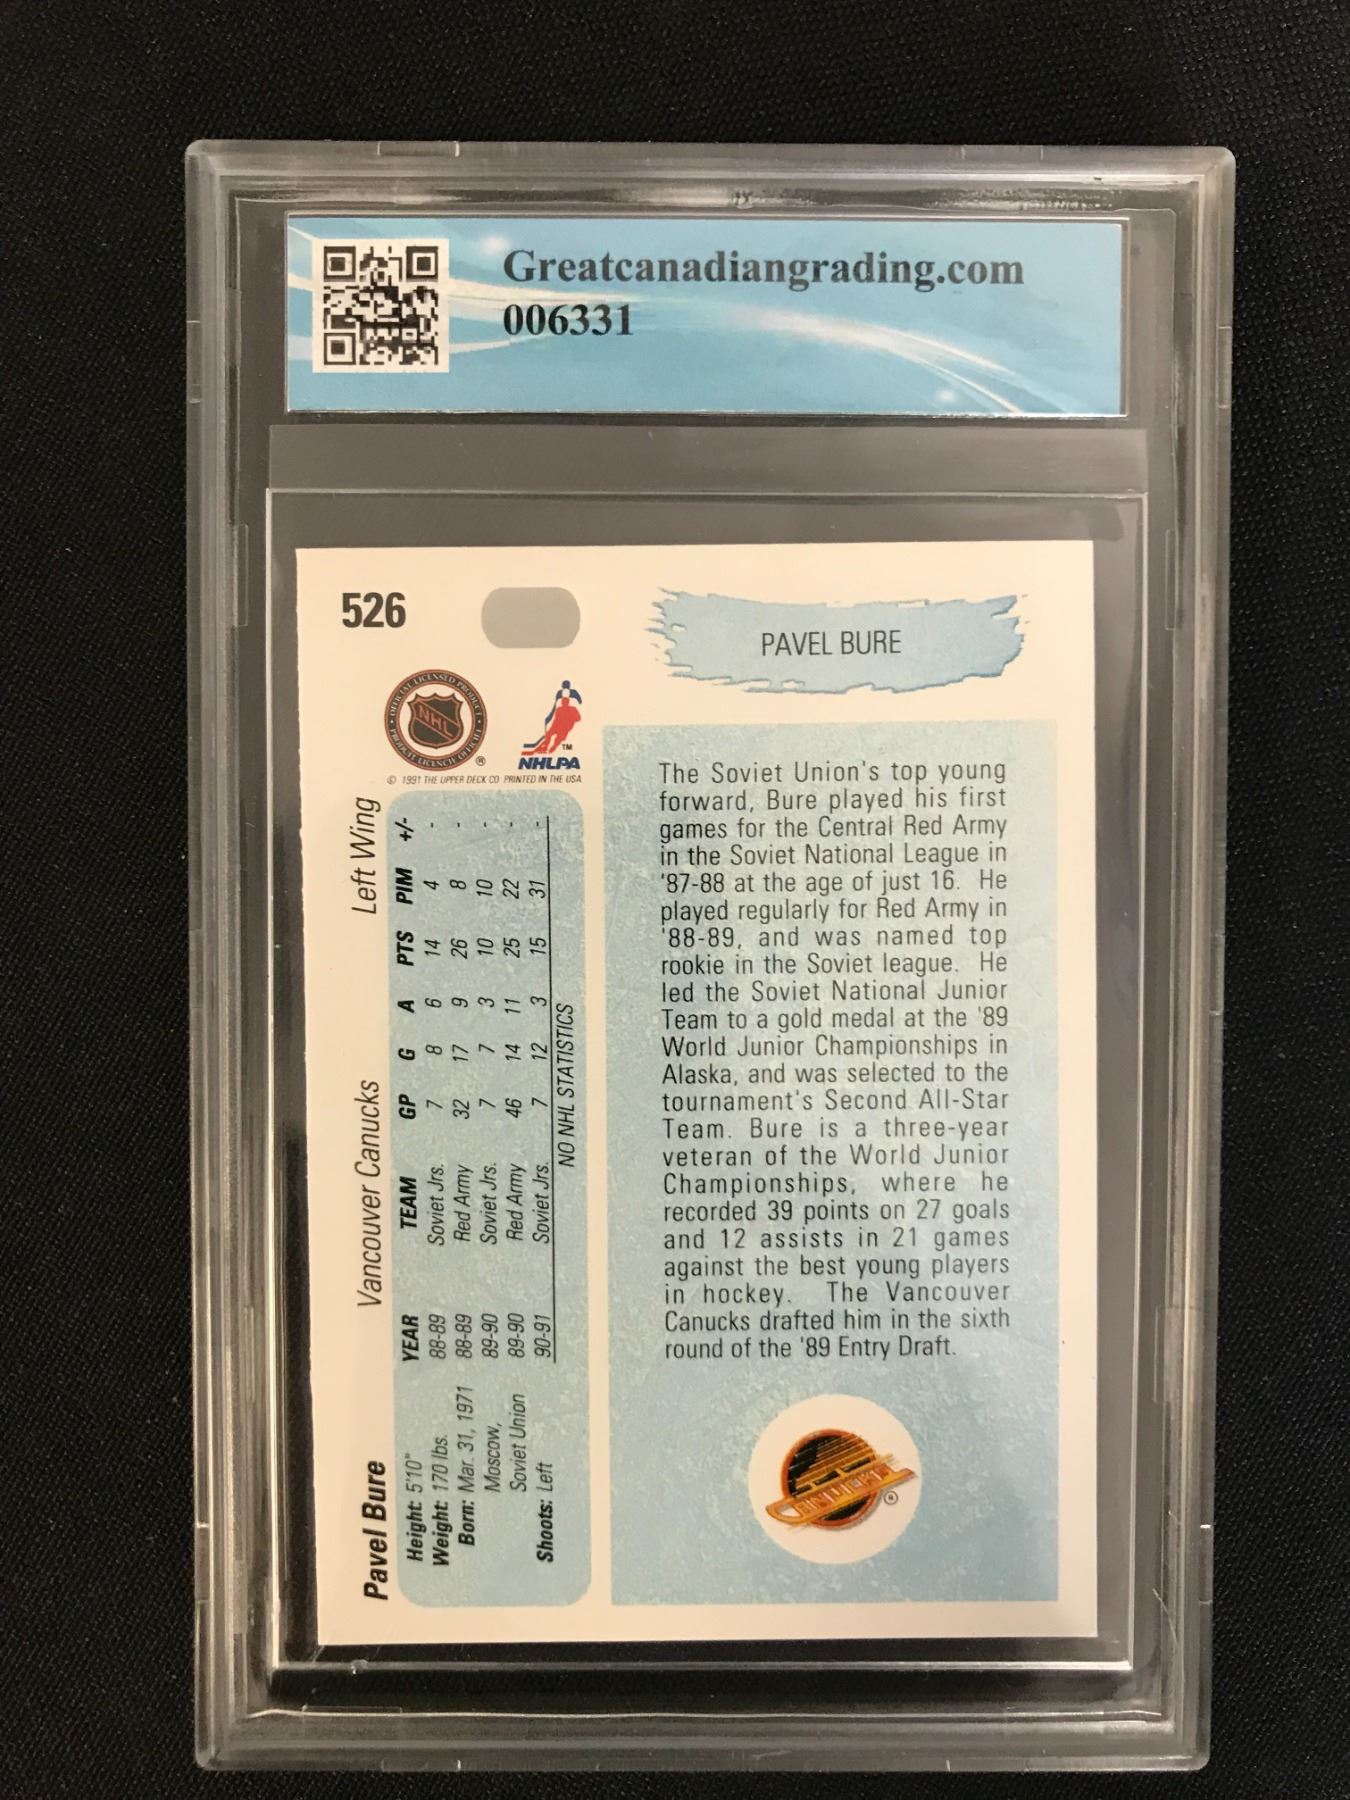 Greatcanadiangrading.com
006331
526
PAVEL BURE
OFFICIAL LICENSED PRODUCT
NHL
PRODUIT LICENCIÉ OFFICIEL
®
TM
NHLPA
© 1991 THE UPPER DECK CO PRINTED IN THE USA
Pavel Bure Vancouver Canucks Left Wing
Height: 5'10"
Weight: 170 lbs.
Born: Mar. 31, 1971
Moscow,
Soviet Union
Shoots: Left
YEAR TEAM GP G A PTS PIM +/-
88-89 Soviet Jrs. 7 8 6 14 4 -
88-89 Red Army 32 17 9 26 8 -
89-90 Soviet Jrs. 7 7 3 10 10 -
89-90 Red Army 46 14 11 25 22 -
90-91 Soviet Jrs. 7 12 3 15 31 -
NO NHL STATISTICS
The Soviet Union's top young
forward, Bure played his first
games for the Central Red Army
in the Soviet National League in
'87-88 at the age of just 16. He
played regularly for Red Army in
'88-89, and was named top
rookie in the Soviet league. He
led the Soviet National Junior
Team to a gold medal at the '89
World Junior Championships in
Alaska, and was selected to the
tournament's Second All-Star
Team. Bure is a three-year
veteran of the World Junior
Championships, where he
recorded 39 points on 27 goals
and 12 assists in 21 games
against the best young players
in hockey. The Vancouver
Canucks drafted him in the sixth
round of the '89 Entry Draft.
®